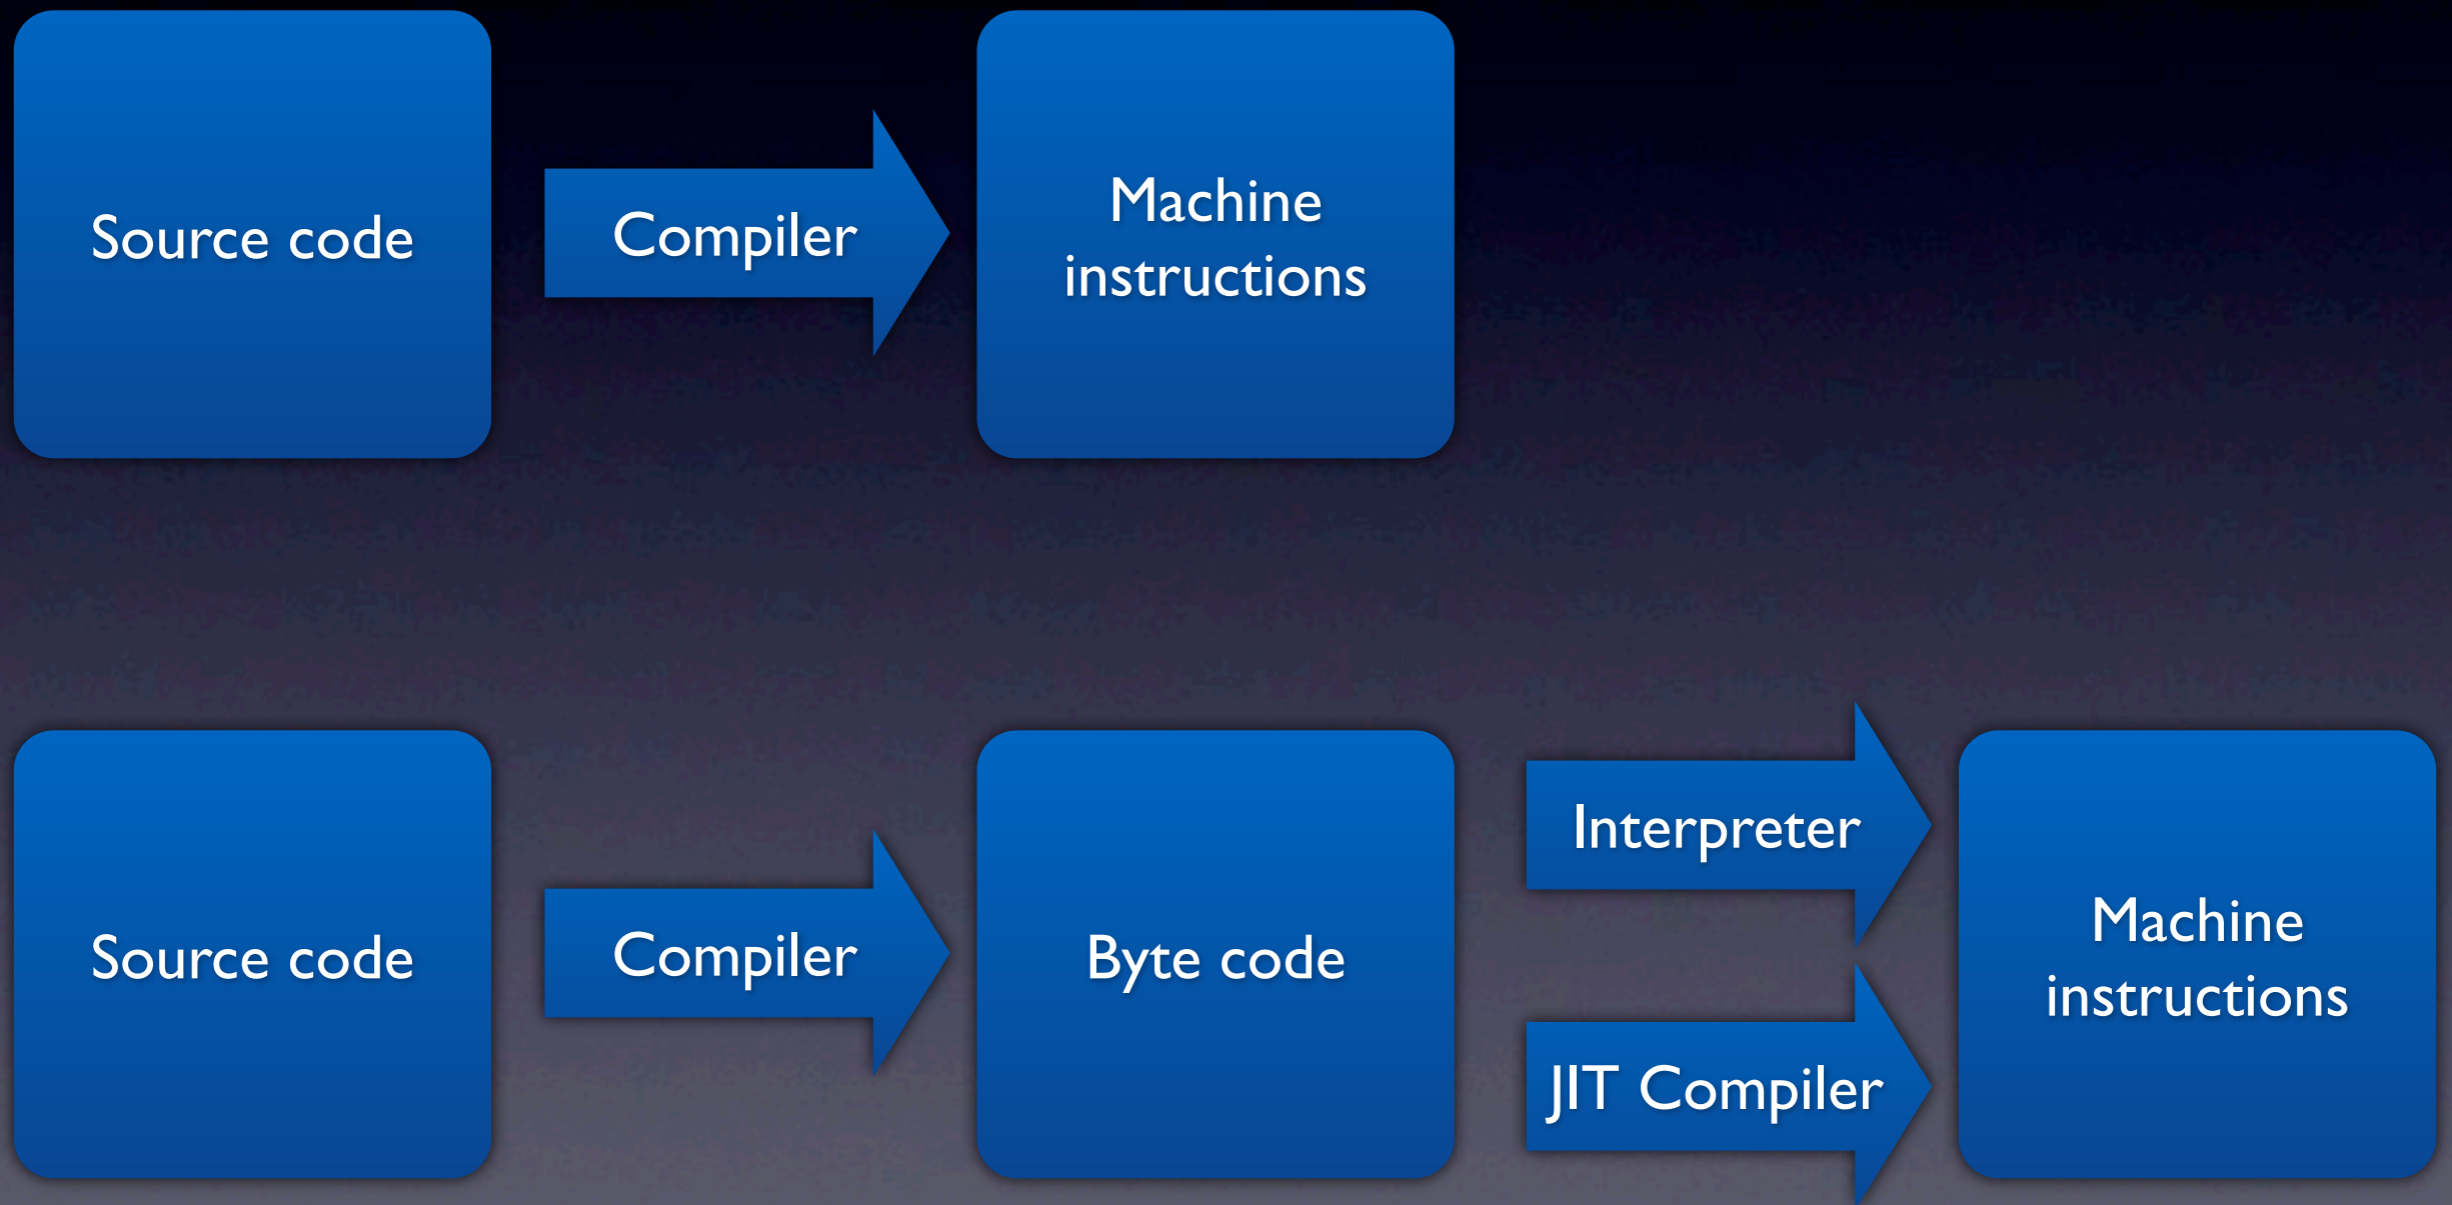 Source code
Compiler
Machine
instructions
Source code
Compiler
Byte code
Interpreter
JIT Compiler
Machine
instructions